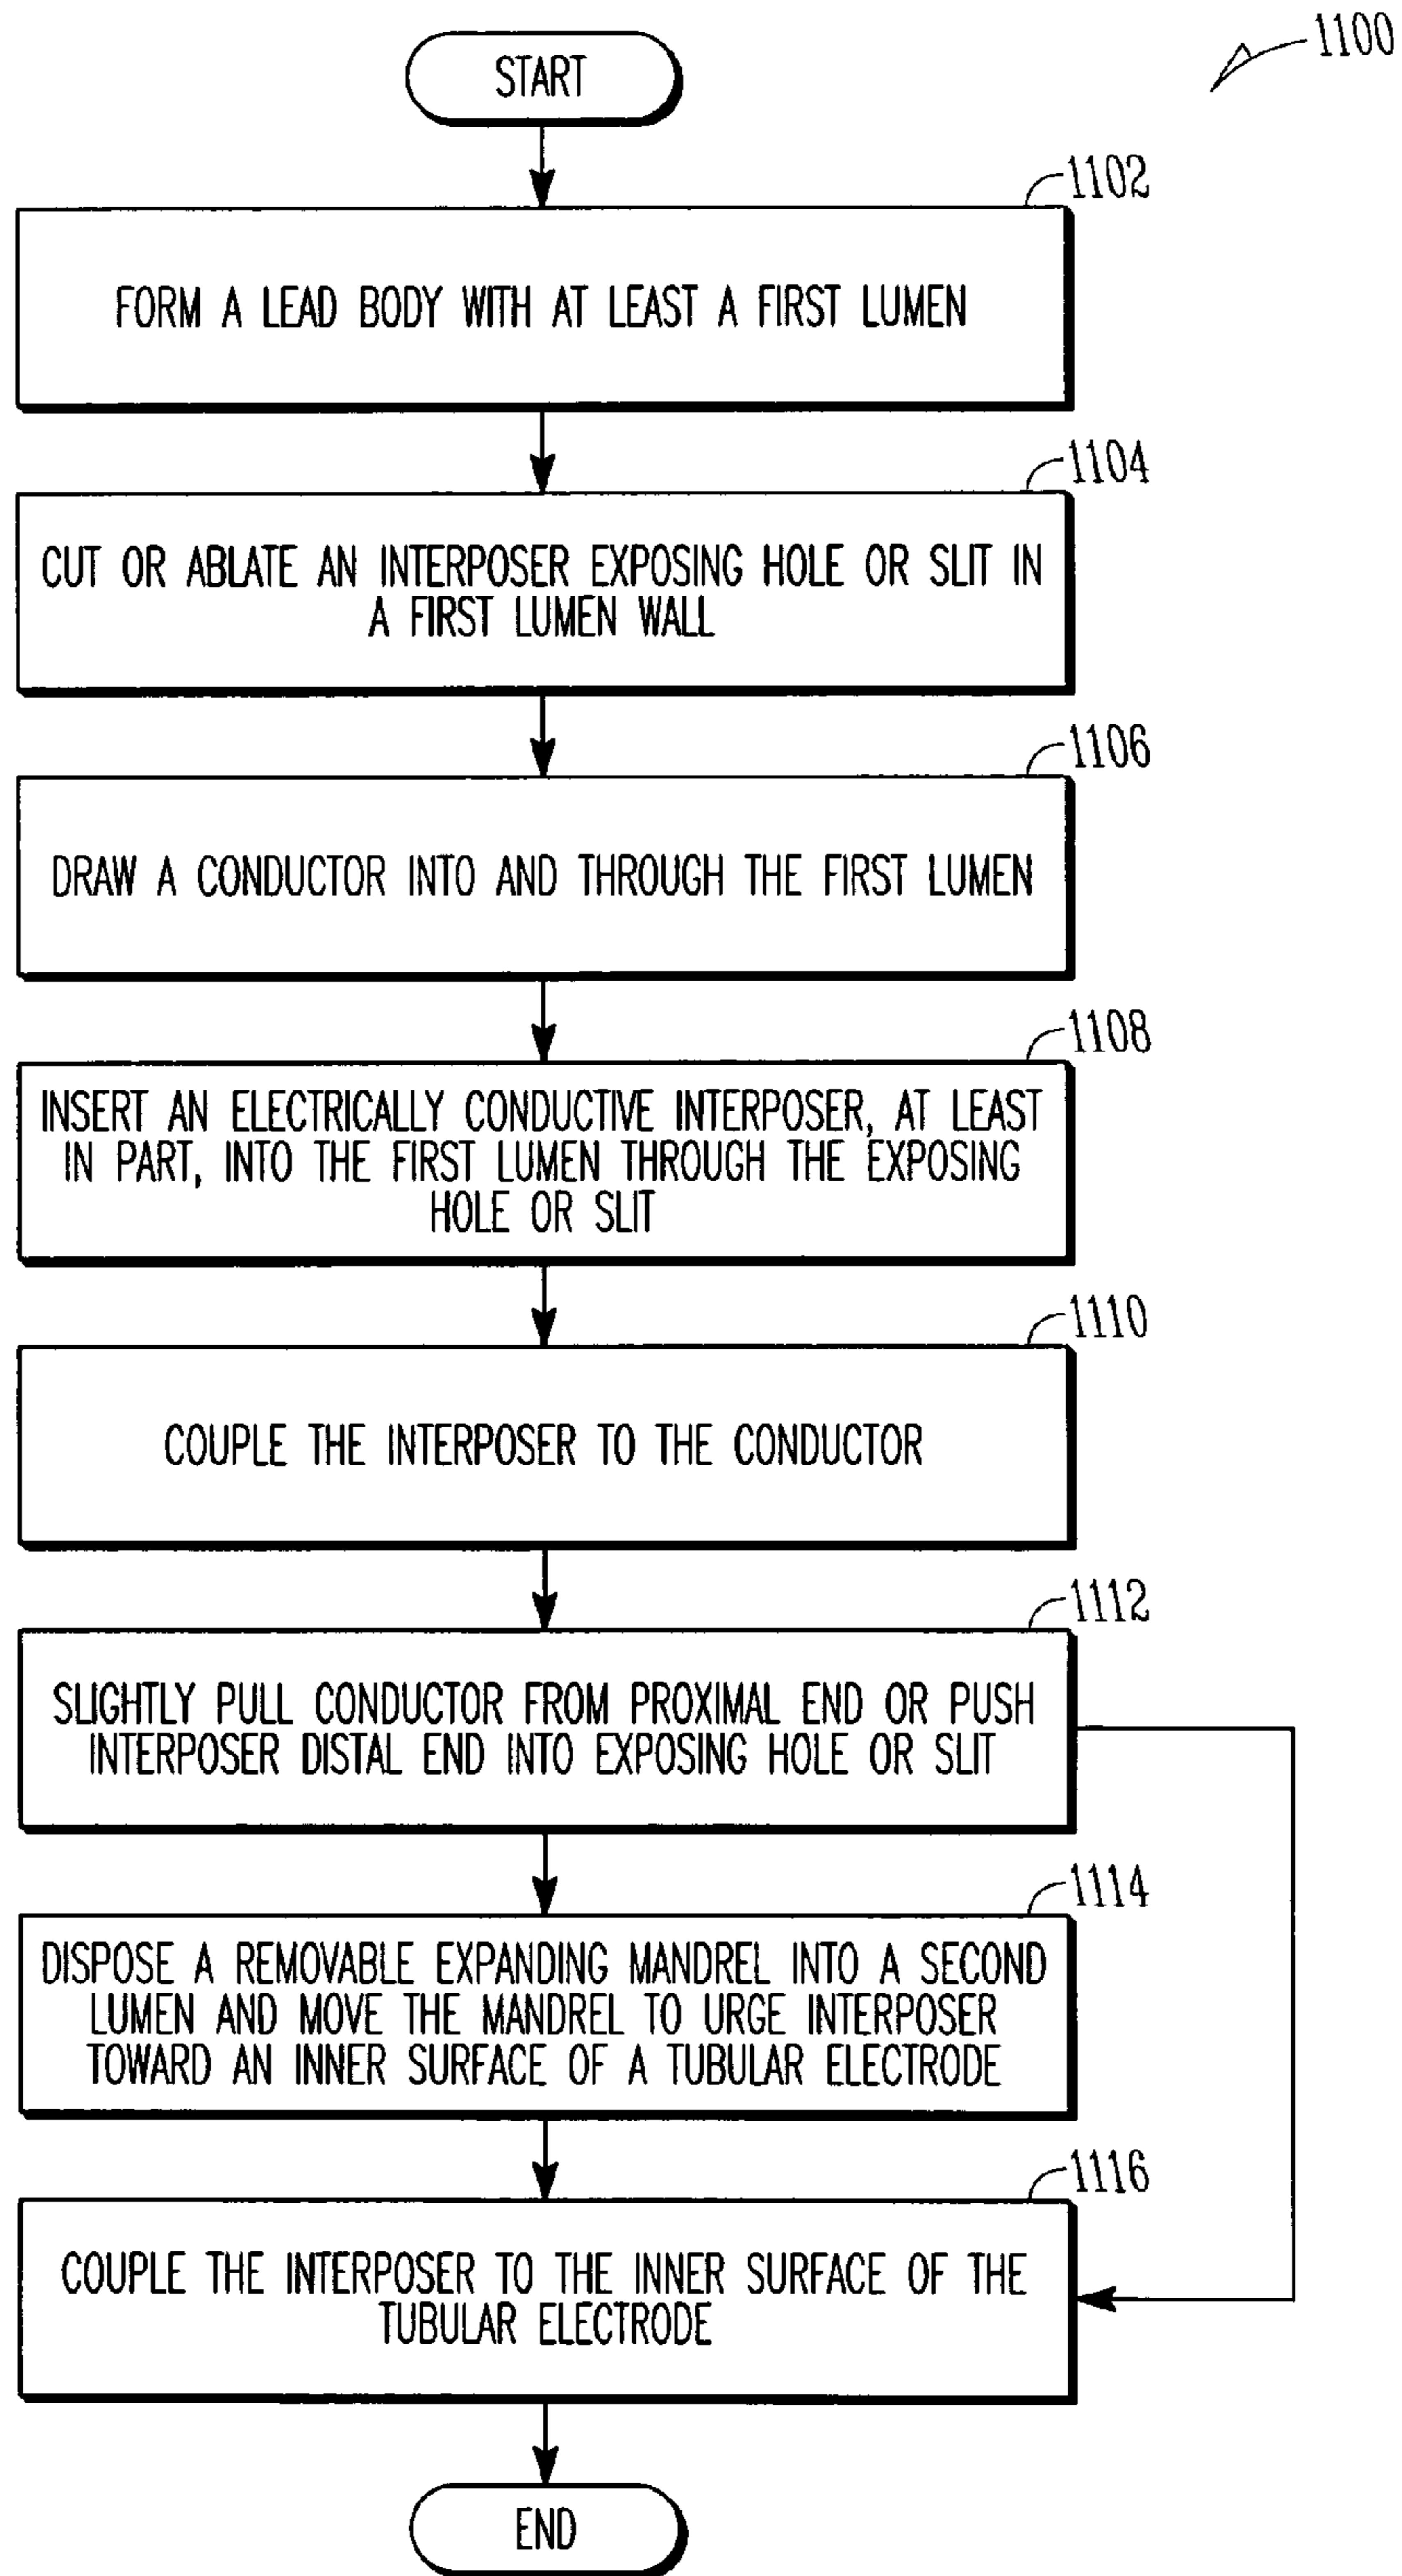 1100
START
1102
FORM A LEAD BODY WITH AT LEAST A FIRST LUMEN
1104
CUT OR ABLATE AN INTERPOSER EXPOSING HOLE OR SLIT IN
A FIRST LUMEN WALL
1106
DRAW A CONDUCTOR INTO AND THROUGH THE FIRST LUMEN
1108
INSERT AN ELECTRICALLY CONDUCTIVE INTERPOSER, AT LEAST
IN PART, INTO THE FIRST LUMEN THROUGH THE EXPOSING
HOLE OR SLIT
1110
COUPLE THE INTERPOSER TO THE CONDUCTOR
1112
SLIGHTLY PULL CONDUCTOR FROM PROXIMAL END OR PUSH
INTERPOSER DISTAL END INTO EXPOSING HOLE OR SLIT
1114
DISPOSE A REMOVABLE EXPANDING MANDREL INTO A SECOND
LUMEN AND MOVE THE MANDREL TO URGE INTERPOSER
TOWARD AN INNER SURFACE OF A TUBULAR ELECTRODE
1116
COUPLE THE INTERPOSER TO THE INNER SURFACE OF THE
TUBULAR ELECTRODE
END